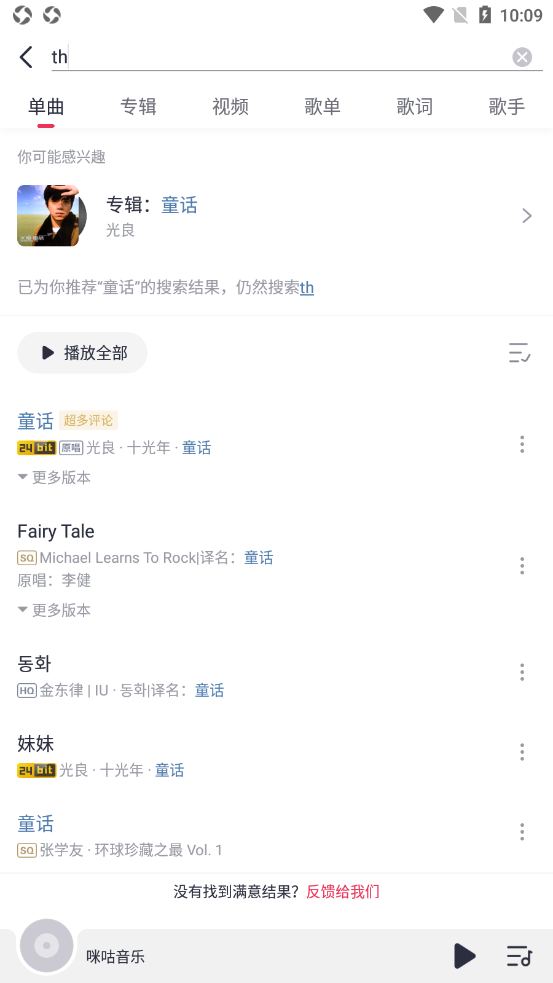 10:09
th
单曲 专辑 视频 歌单 歌词 歌手
你可能感兴趣
专辑：童话
光良
已为你推荐“童话”的搜索结果，仍然搜索th
播放全部
童话 超多评论
24bit 原唱 光良 · 十光年 · 童话
更多版本
Fairy Tale
SQ Michael Learns To Rock|译名：童话
原唱：李健
更多版本
동화
HQ 金东律 | IU · 동화|译名：童话
妹妹
24bit 光良 · 十光年 · 童话
童话
SQ 张学友 · 环球珍藏之最 Vol. 1
没有找到满意结果？反馈给我们
咪咕音乐